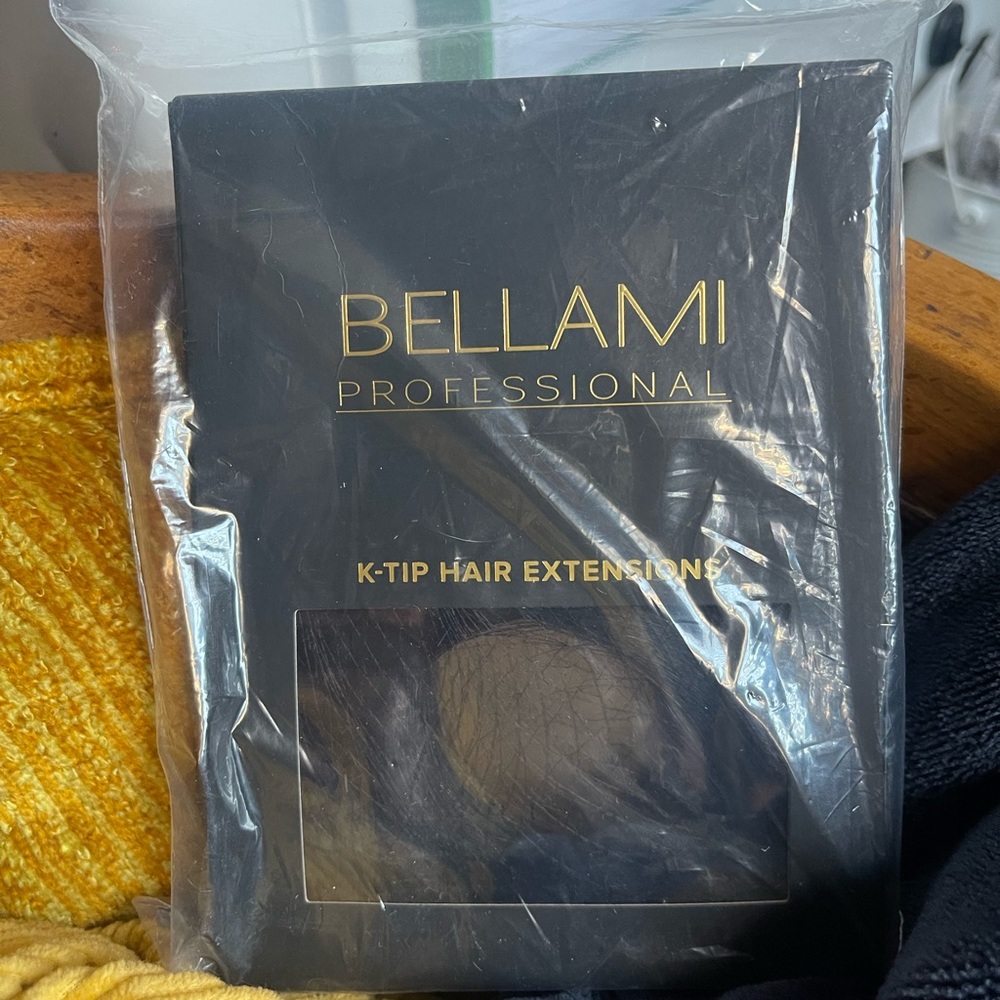 BELLAMI
PROFESSIONAL
K-TIP HAIR EXTENSIONS